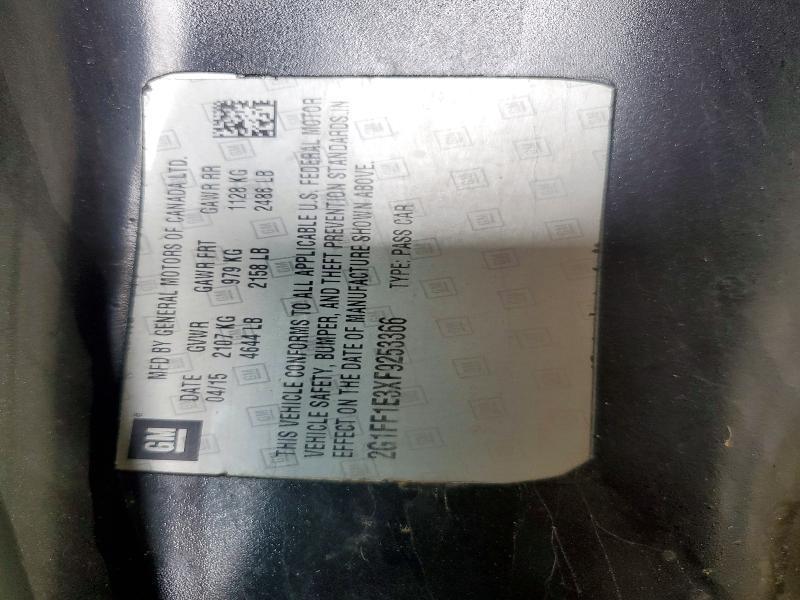 GM
MFD BY GENERAL MOTORS OF CANADA LTD.
DATE GVWR GAWR FRT GAWR RR
04/15 2107 KG 979 KG 1128 KG
4644 LB 2158 LB 2486 LB
THIS VEHICLE CONFORMS TO ALL APPLICABLE U.S. FEDERAL MOTOR
VEHICLE SAFETY, BUMPER, AND THEFT PREVENTION STANDARDS IN
EFFECT ON THE DATE OF MANUFACTURE SHOWN ABOVE.
2G1FF1E3XF9253366 TYPE: PASS CAR